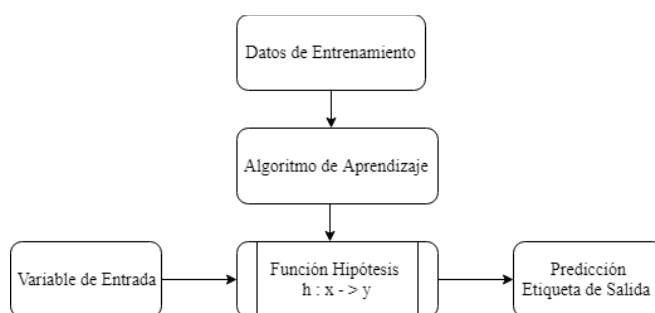 Datos de Entrenamiento
Algoritmo de Aprendizaje
Variable de Entrada
Función Hipótesis
h : x - > y
Predicción
Etiqueta de Salida